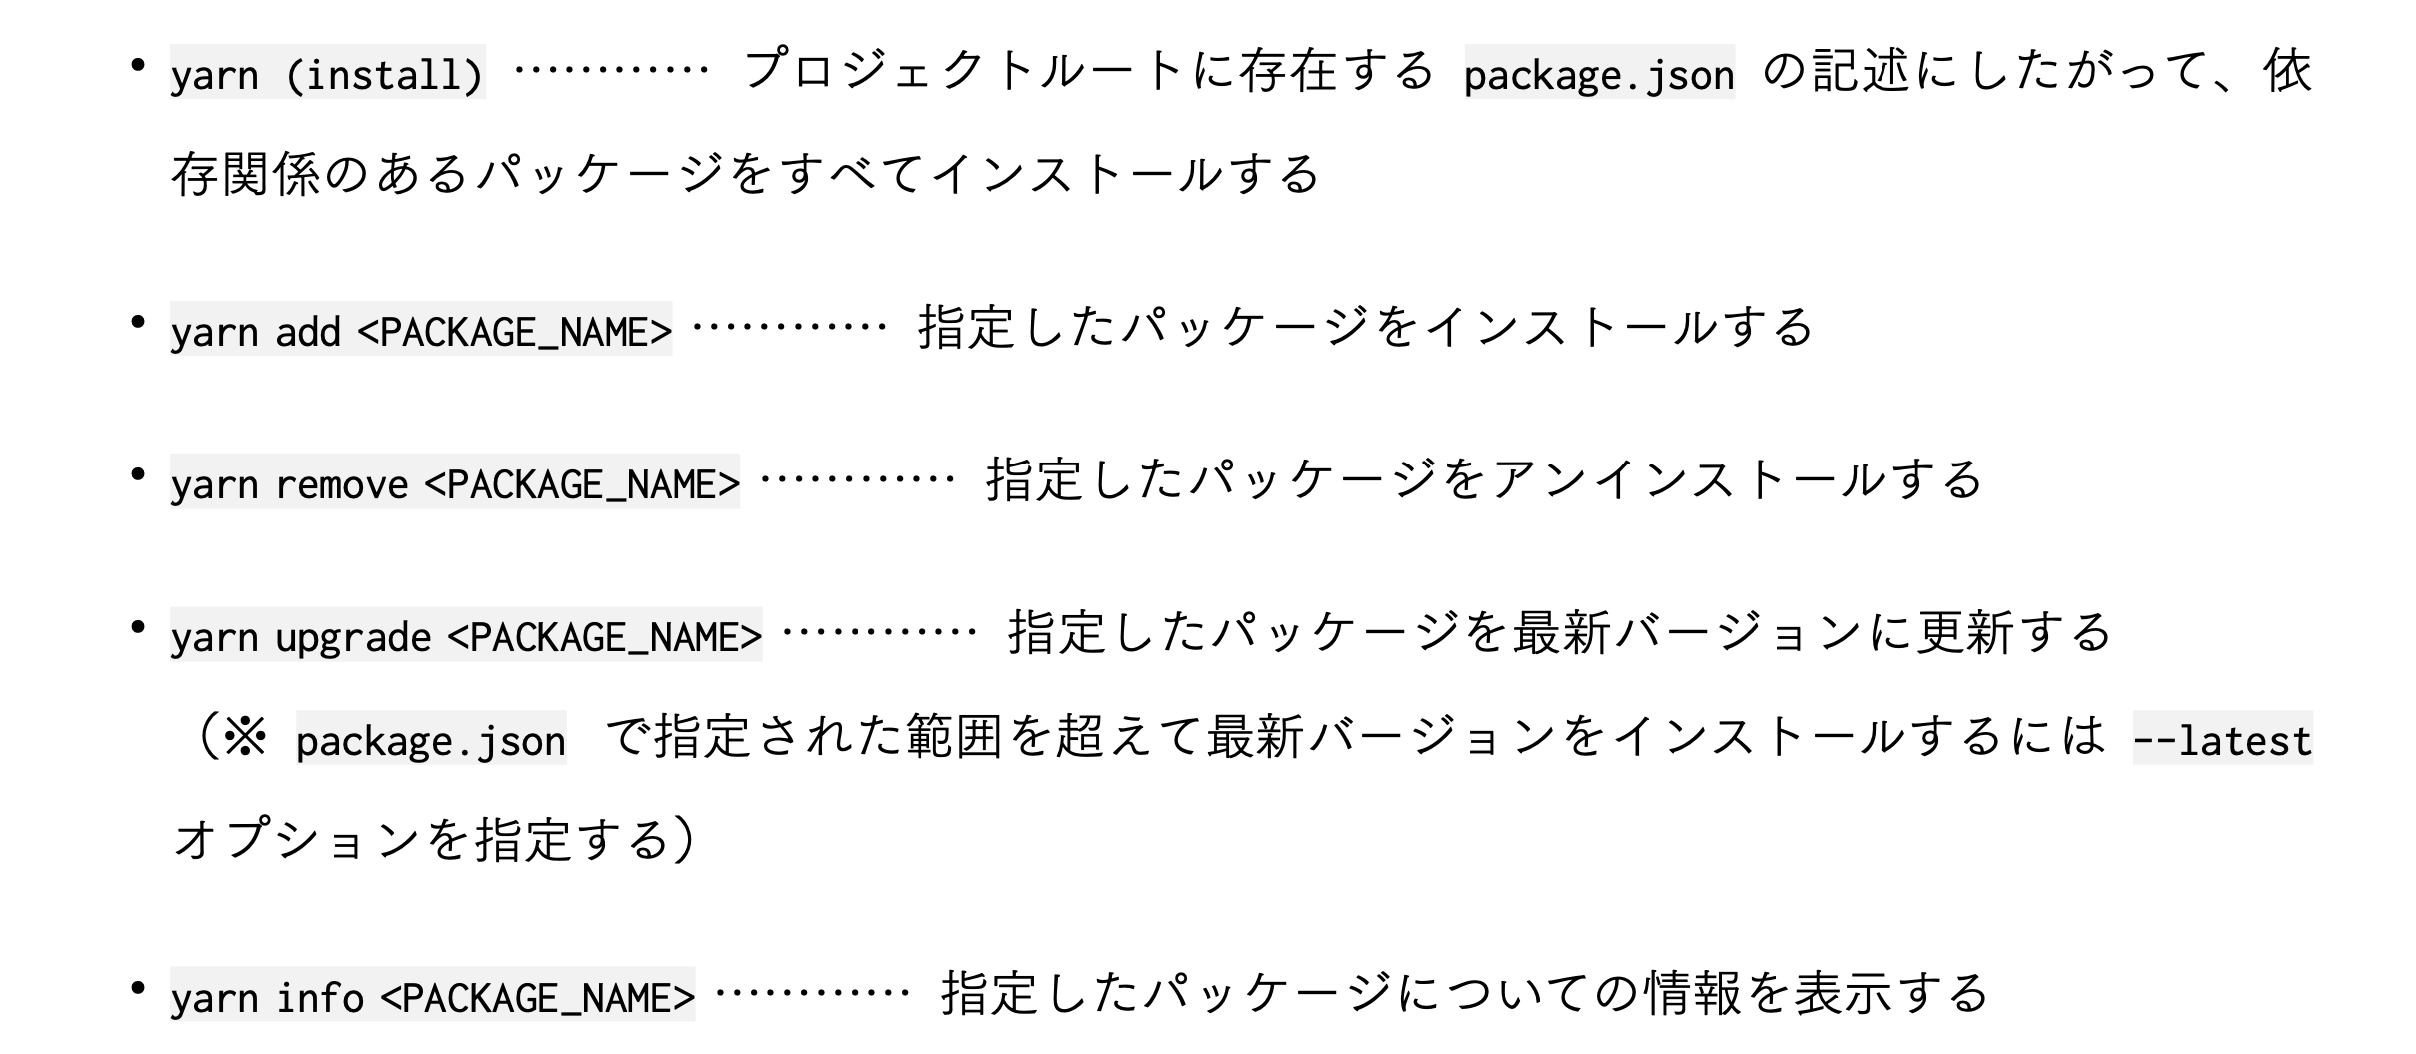 • yarn (install) ………… プロジェクトルートに存在する package.json の記述にしたがって、依
存関係のあるパッケージをすべてインストールする
• yarn add <PACKAGE_NAME> ………… 指定したパッケージをインストールする
• yarn remove <PACKAGE_NAME> ………… 指定したパッケージをアンインストールする
• yarn upgrade <PACKAGE_NAME> ………… 指定したパッケージを最新バージョンに更新する
（※ package.json で指定された範囲を超えて最新バージョンをインストールするには --latest
オプションを指定する）
• yarn info <PACKAGE_NAME> ………… 指定したパッケージについての情報を表示する